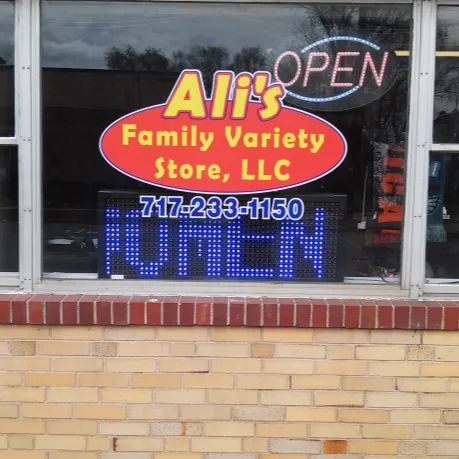 OPEN
Ali's
Family Variety
Store, LLC
717-233-1150